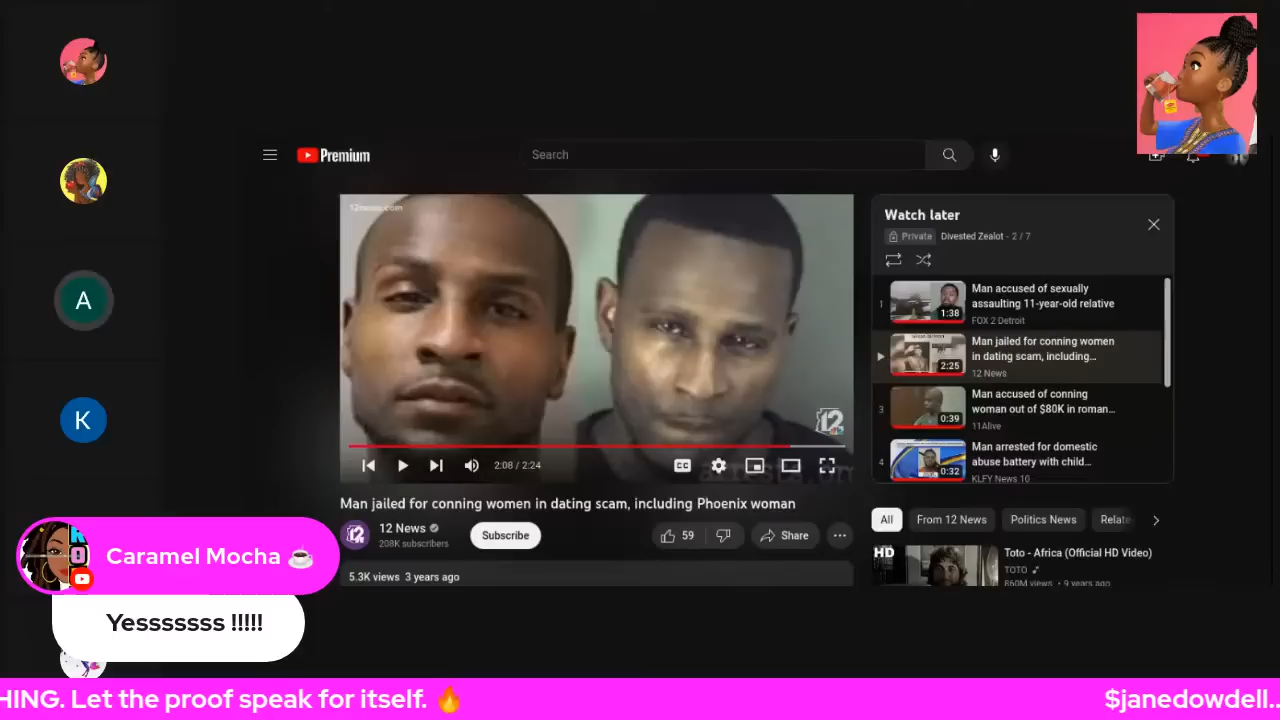 Premium
Search
12news.com
12
2:08 / 2:24
CC
Man jailed for conning women in dating scam, including Phoenix woman
12 News
208K subscribers
Subscribe
59
Share
5.3K views 3 years ago
Watch later
Private
Divested Zealot - 2 / 7
1
1:38
Man accused of sexually
assaulting 11-year-old relative
FOX 2 Detroit
2:25
Man jailed for conning women
in dating scam, including...
12 News
3
0:39
Man accused of conning
woman out of $80K in roman...
11Alive
4
0:32
Man arrested for domestic
abuse battery with child...
KLFY News 10
All
From 12 News
Politics News
Relate
HD
Toto - Africa (Official HD Video)
TOTO
860M views • 9 years ago
A
K
Caramel Mocha
Yesssssss !!!!!
HING. Let the proof speak for itself. 🔥
$janedowdell..